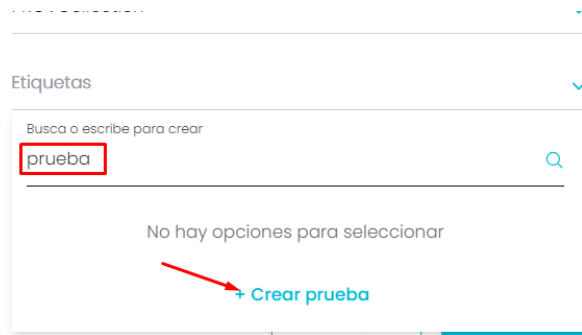 Etiquetas
Busca o escribe para crear
prueba
No hay opciones para seleccionar
+ Crear prueba